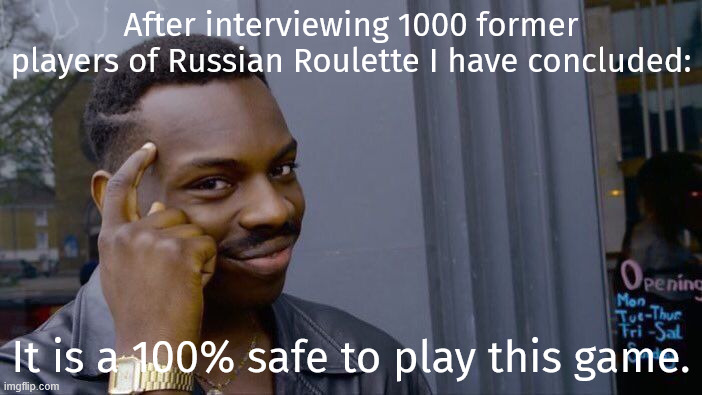 After interviewing 1000 former
players of Russian Roulette I have concluded:
Opening
Mon
Tue-Thur
Fri -Sat
It is a 100% safe to play this game.
imgflip.com